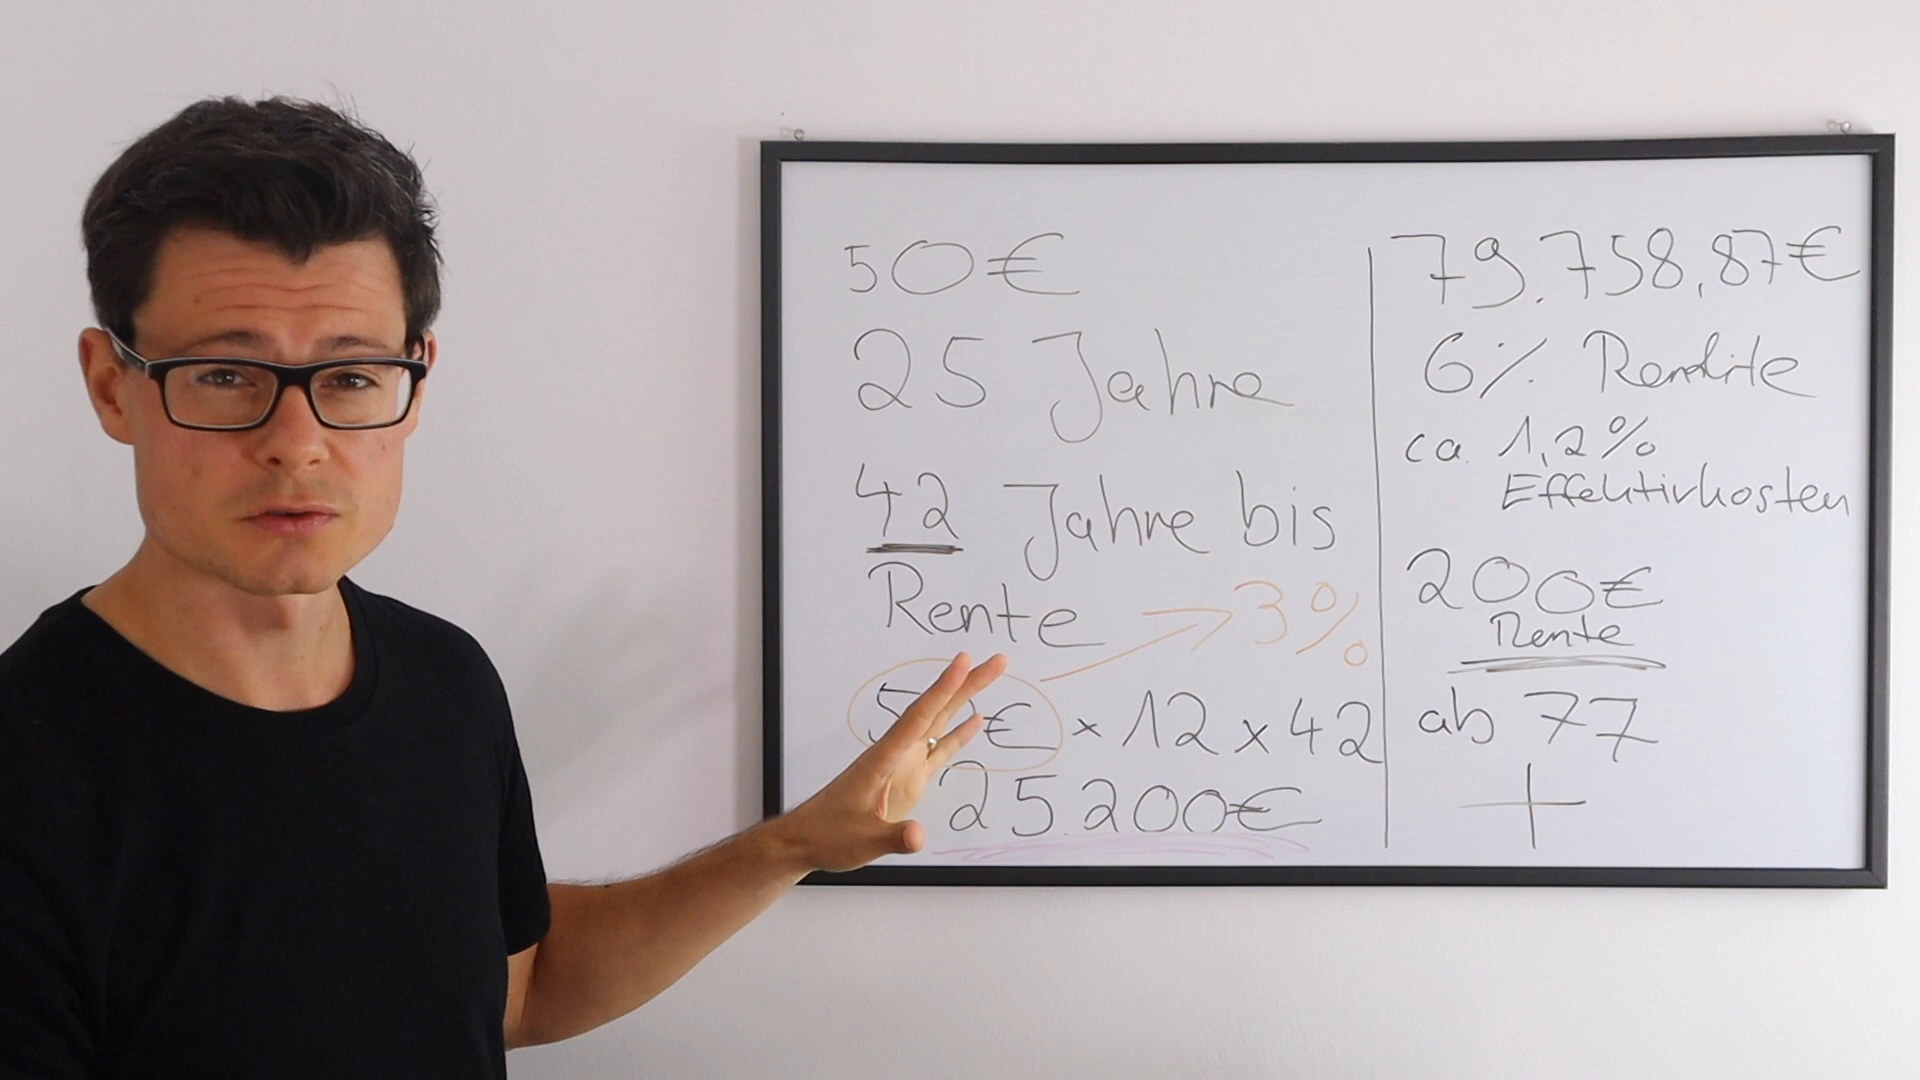 50€
25 Jahre
42 Jahre bis
Rente → 3%
50€ × 12 × 42
25.200€
79.758,87€
6% Rendite
ca. 1,2%
Effektivkosten
200€
Rente
ab 77
+